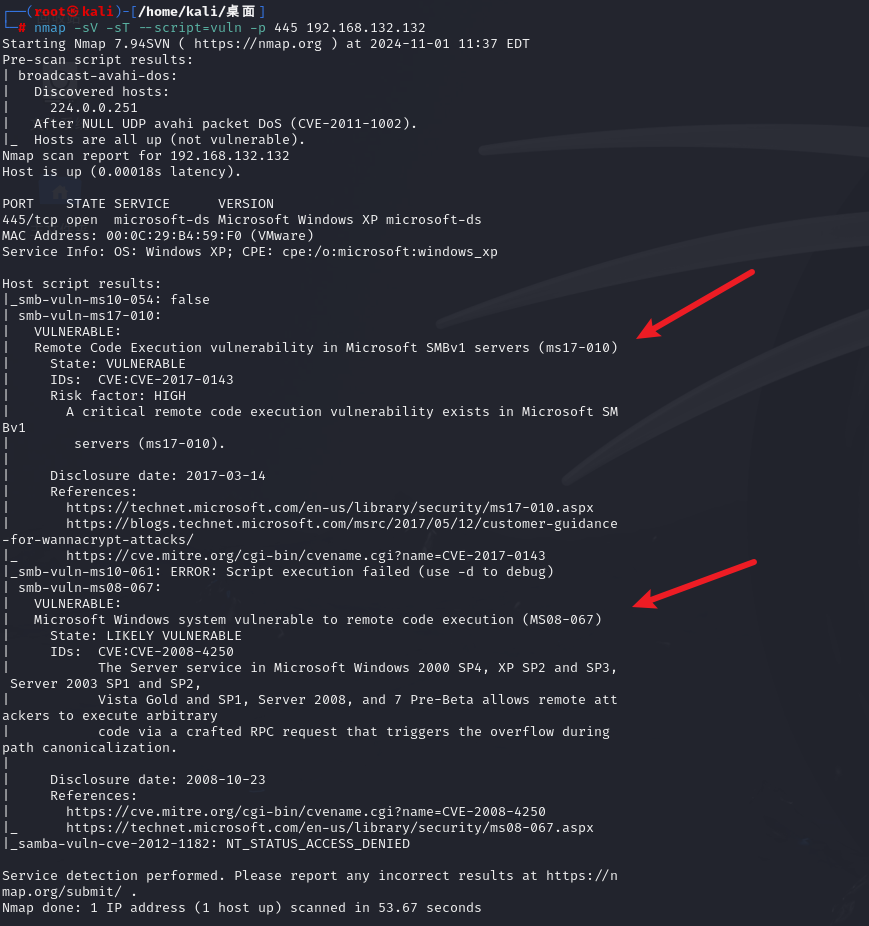 ┌──(root㉿kali)-[/home/kali/桌面]
└─# nmap -sV -sT --script=vuln -p 445 192.168.132.132
Starting Nmap 7.94SVN ( https://nmap.org ) at 2024-11-01 11:37 EDT
Pre-scan script results:
| broadcast-avahi-dos:
|   Discovered hosts:
|     224.0.0.251
|   After NULL UDP avahi packet DoS (CVE-2011-1002).
|_  Hosts are all up (not vulnerable).
Nmap scan report for 192.168.132.132
Host is up (0.00018s latency).

PORT    STATE SERVICE      VERSION
445/tcp open  microsoft-ds Microsoft Windows XP microsoft-ds
MAC Address: 00:0C:29:B4:59:F0 (VMware)
Service Info: OS: Windows XP; CPE: cpe:/o:microsoft:windows_xp

Host script results:
|_smb-vuln-ms10-054: false
| smb-vuln-ms17-010:
|   VULNERABLE:
|   Remote Code Execution vulnerability in Microsoft SMBv1 servers (ms17-010)
|     State: VULNERABLE
|     IDs:  CVE:CVE-2017-0143
|     Risk factor: HIGH
|       A critical remote code execution vulnerability exists in Microsoft SM
Bv1
|        servers (ms17-010).
|
|     Disclosure date: 2017-03-14
|     References:
|       https://technet.microsoft.com/en-us/library/security/ms17-010.aspx
|       https://blogs.technet.microsoft.com/msrc/2017/05/12/customer-guidance
-for-wannacrypt-attacks/
|_      https://cve.mitre.org/cgi-bin/cvename.cgi?name=CVE-2017-0143
|_smb-vuln-ms10-061: ERROR: Script execution failed (use -d to debug)
| smb-vuln-ms08-067:
|   VULNERABLE:
|   Microsoft Windows system vulnerable to remote code execution (MS08-067)
|     State: LIKELY VULNERABLE
|     IDs:  CVE:CVE-2008-4250
|           The Server service in Microsoft Windows 2000 SP4, XP SP2 and SP3,
 Server 2003 SP1 and SP2,
|           Vista Gold and SP1, Server 2008, and 7 Pre-Beta allows remote att
ackers to execute arbitrary
|           code via a crafted RPC request that triggers the overflow during
path canonicalization.
|
|     Disclosure date: 2008-10-23
|     References:
|       https://cve.mitre.org/cgi-bin/cvename.cgi?name=CVE-2008-4250
|_      https://technet.microsoft.com/en-us/library/security/ms08-067.aspx
|_samba-vuln-cve-2012-1182: NT_STATUS_ACCESS_DENIED

Service detection performed. Please report any incorrect results at https://n
map.org/submit/ .
Nmap done: 1 IP address (1 host up) scanned in 53.67 seconds